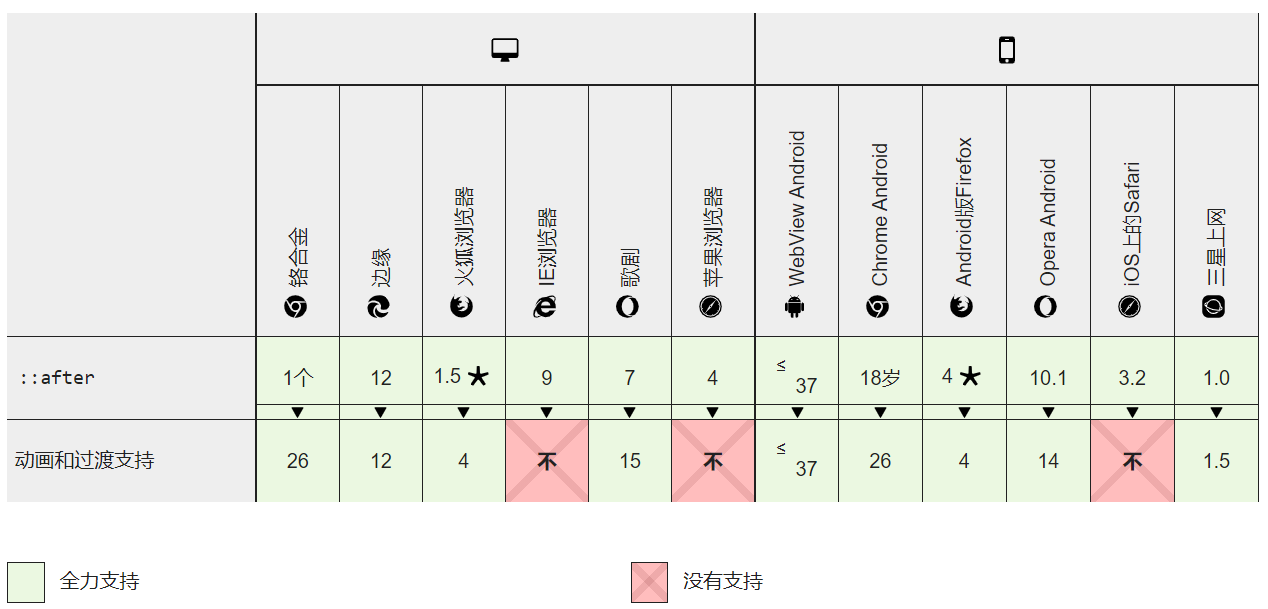 铬合金
边缘
火狐浏览器
IE浏览器
歌剧
苹果浏览器
WebView Android
Chrome Android
Android版Firefox
Opera Android
iOS上的Safari
三星上网
::after 1个 12 1.5 ★ 9 7 4 ≤ 37 18岁 4 ★ 10.1 3.2 1.0
动画和过渡支持 26 12 4 不 15 不 ≤ 37 26 4 14 不 1.5
全力支持 没有支持